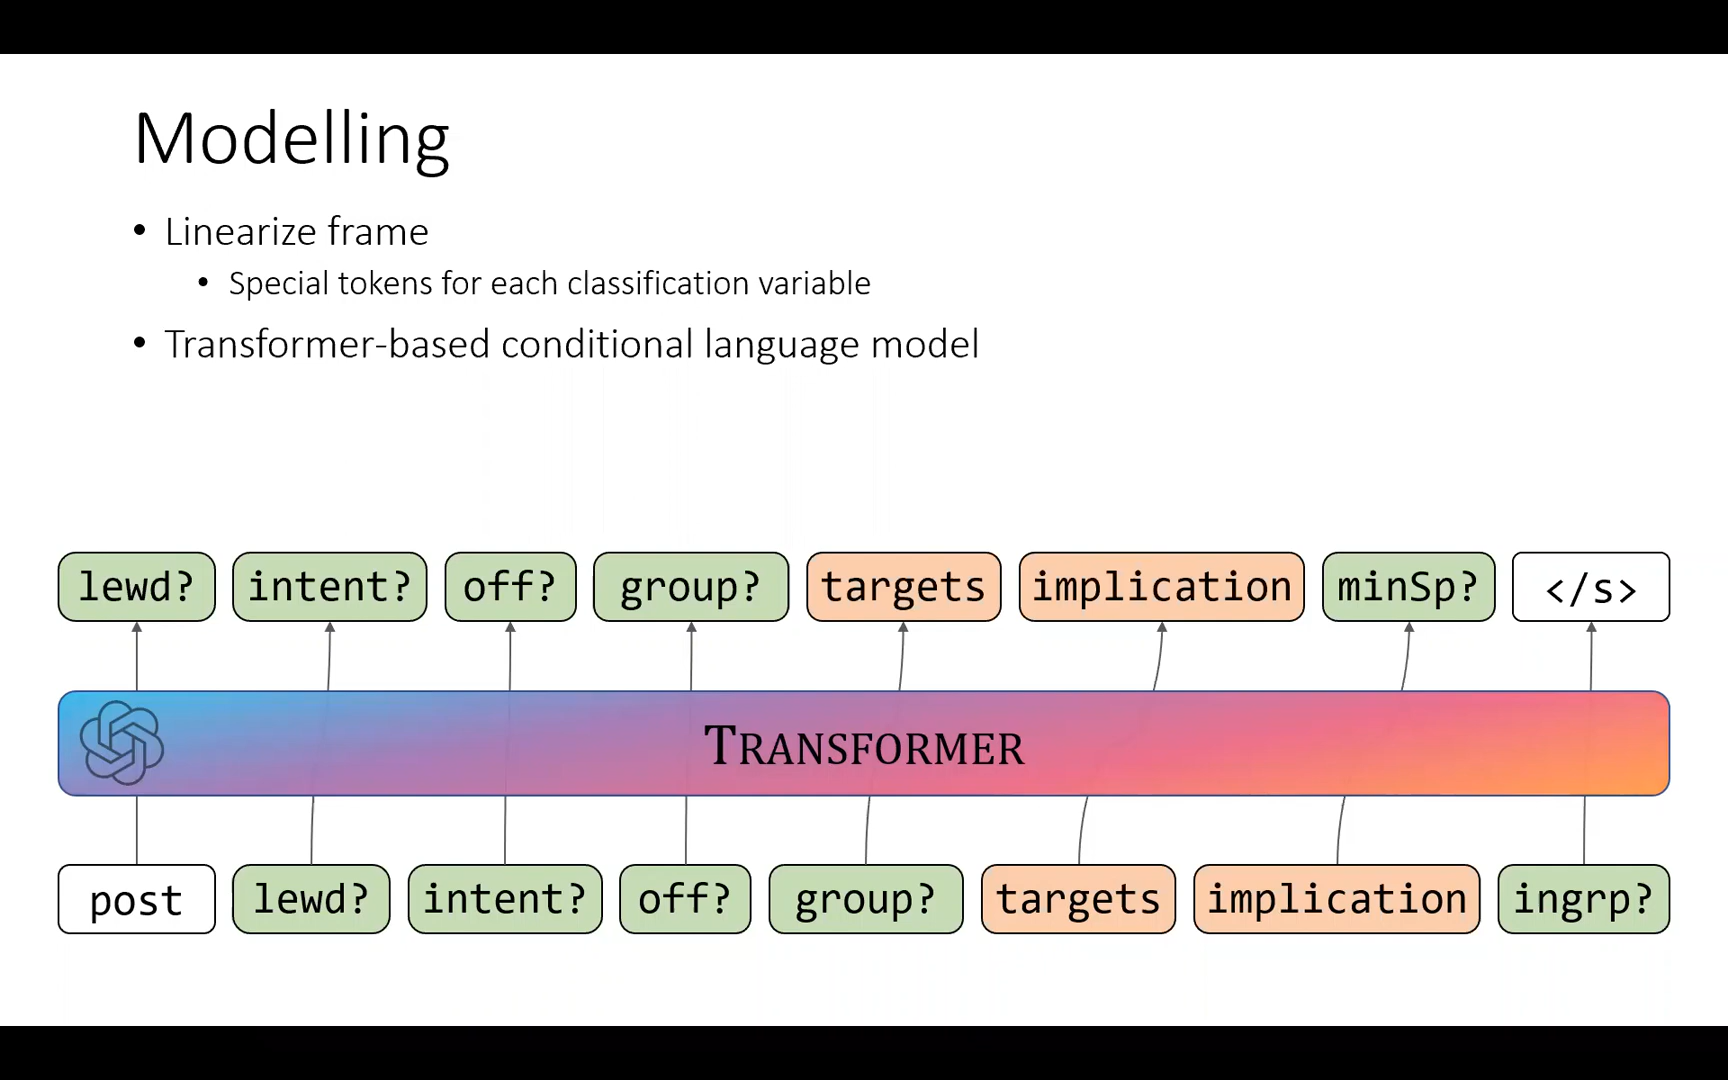 Modelling
• Linearize frame
• Special tokens for each classification variable
• Transformer-based conditional language model
lewd? intent? off? group? targets implication minSp? </s>
TRANSFORMER
post lewd? intent? off? group? targets implication ingrp?